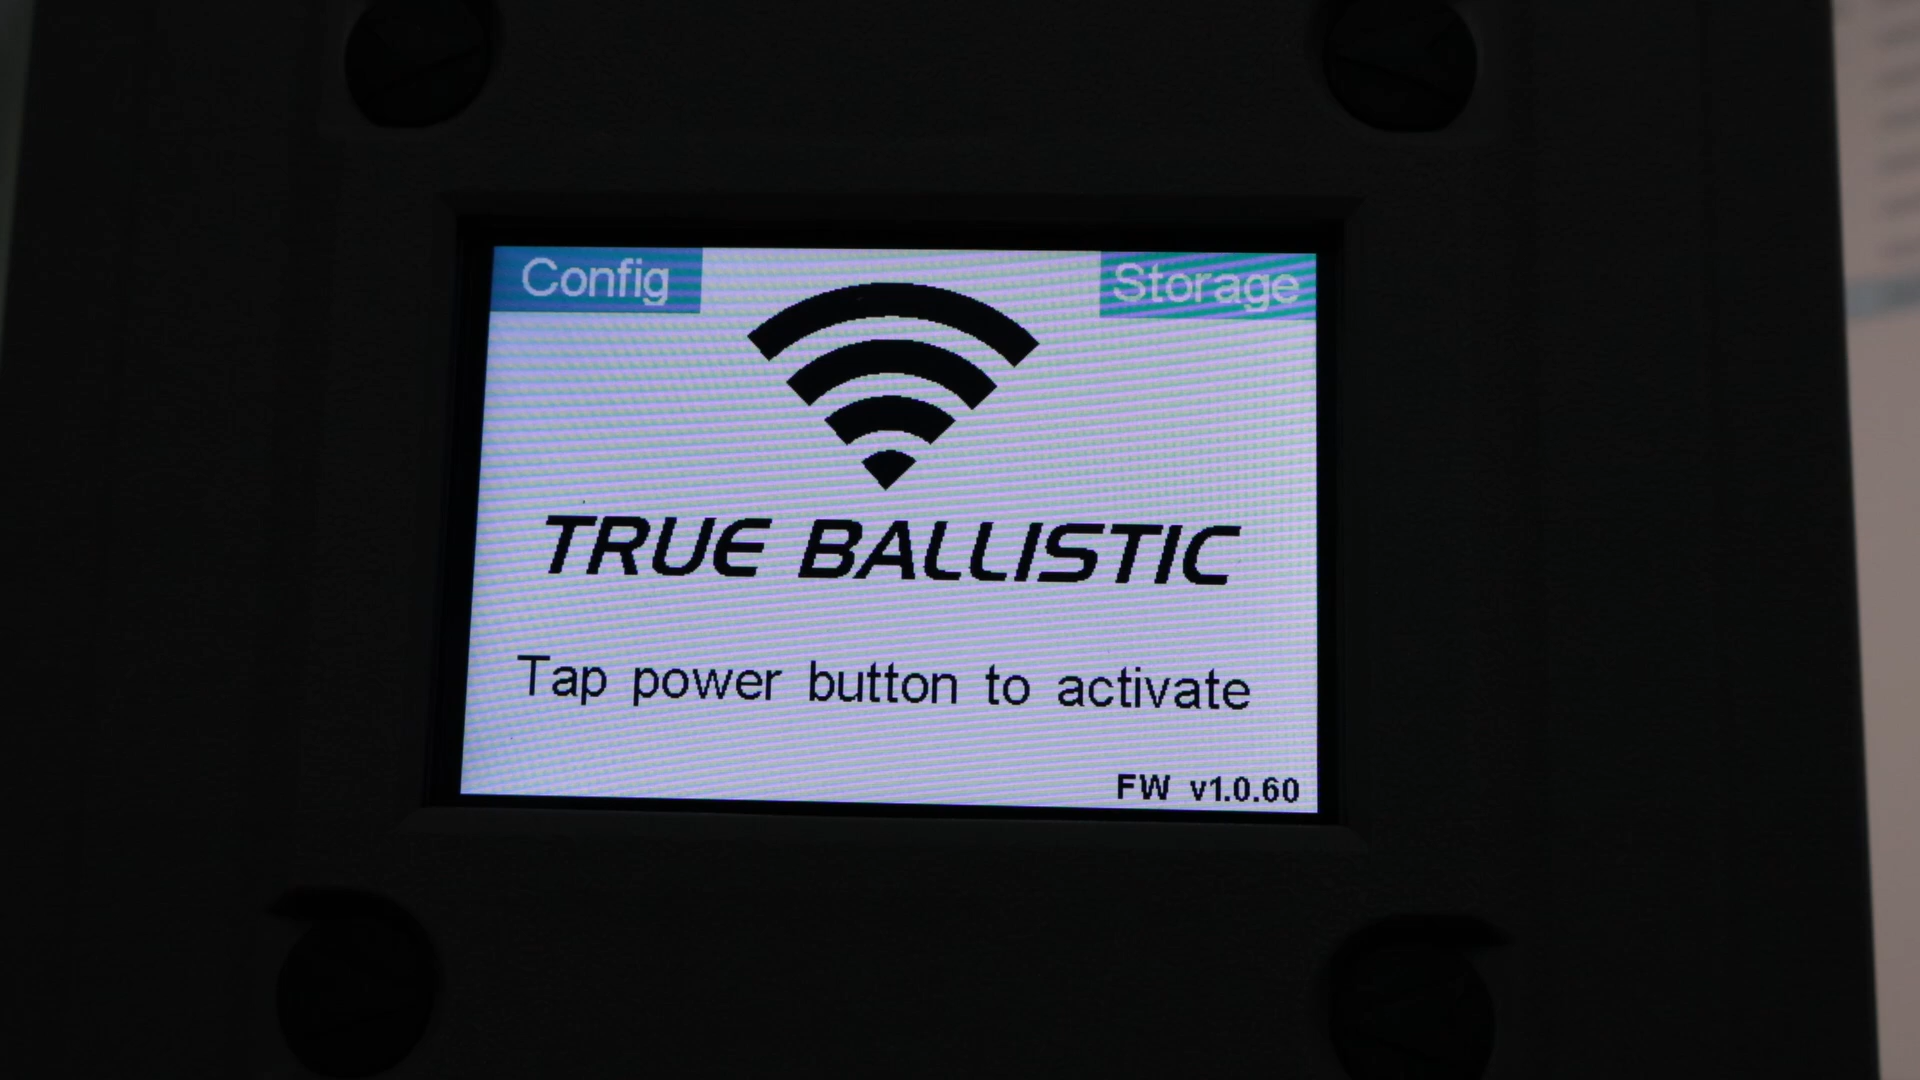 Config
Storage
TRUE BALLISTIC
Tap power button to activate
FW v1.0.60